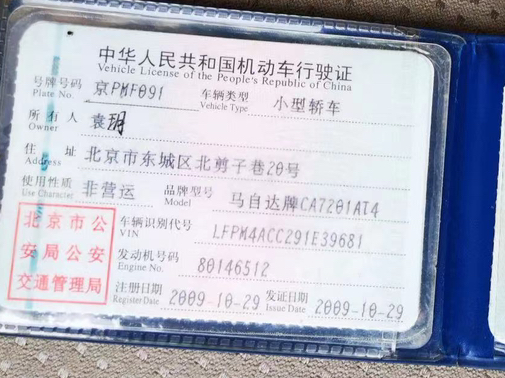 中华人民共和国机动车行驶证
Vehicle License of the People's Republic of China
号牌号码 京PMF091 车辆类型 小型轿车
Plate No. Vehicle Type
所有人 袁玥
Owner
住址 北京市东城区北剪子巷20号
Address
使用性质 非营运 品牌型号 马自达牌CA7201AT4
Use Character Model
北京市公安局公安交通管理局
车辆识别代号 LFPM4ACC291E39681
VIN
发动机号码 80146512
Engine No.
注册日期 2009-10-29 发证日期 2009-10-29
Register Date Issue Date